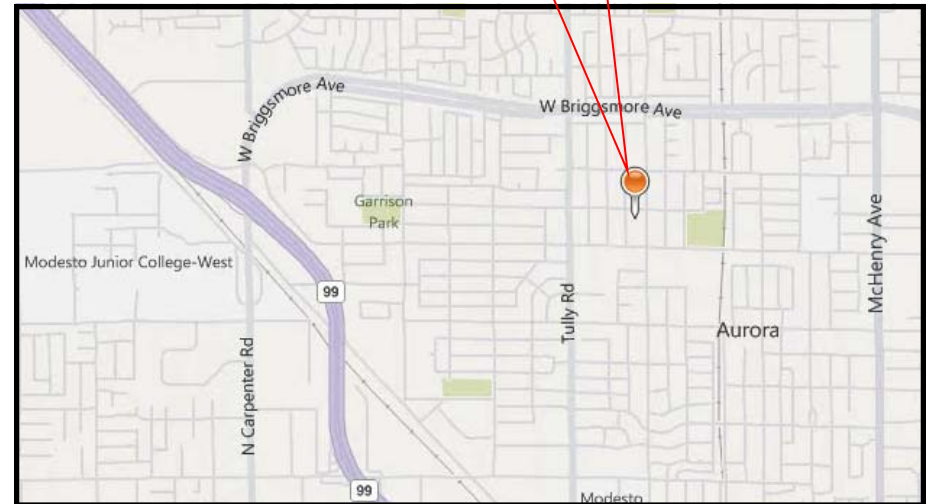 W Briggsmore Ave
W Briggsmore Ave
Garrison
Park
McHenry Ave
Modesto Junior College-West
99
Tully Rd
Aurora
N Carpenter Rd
99
Modesto